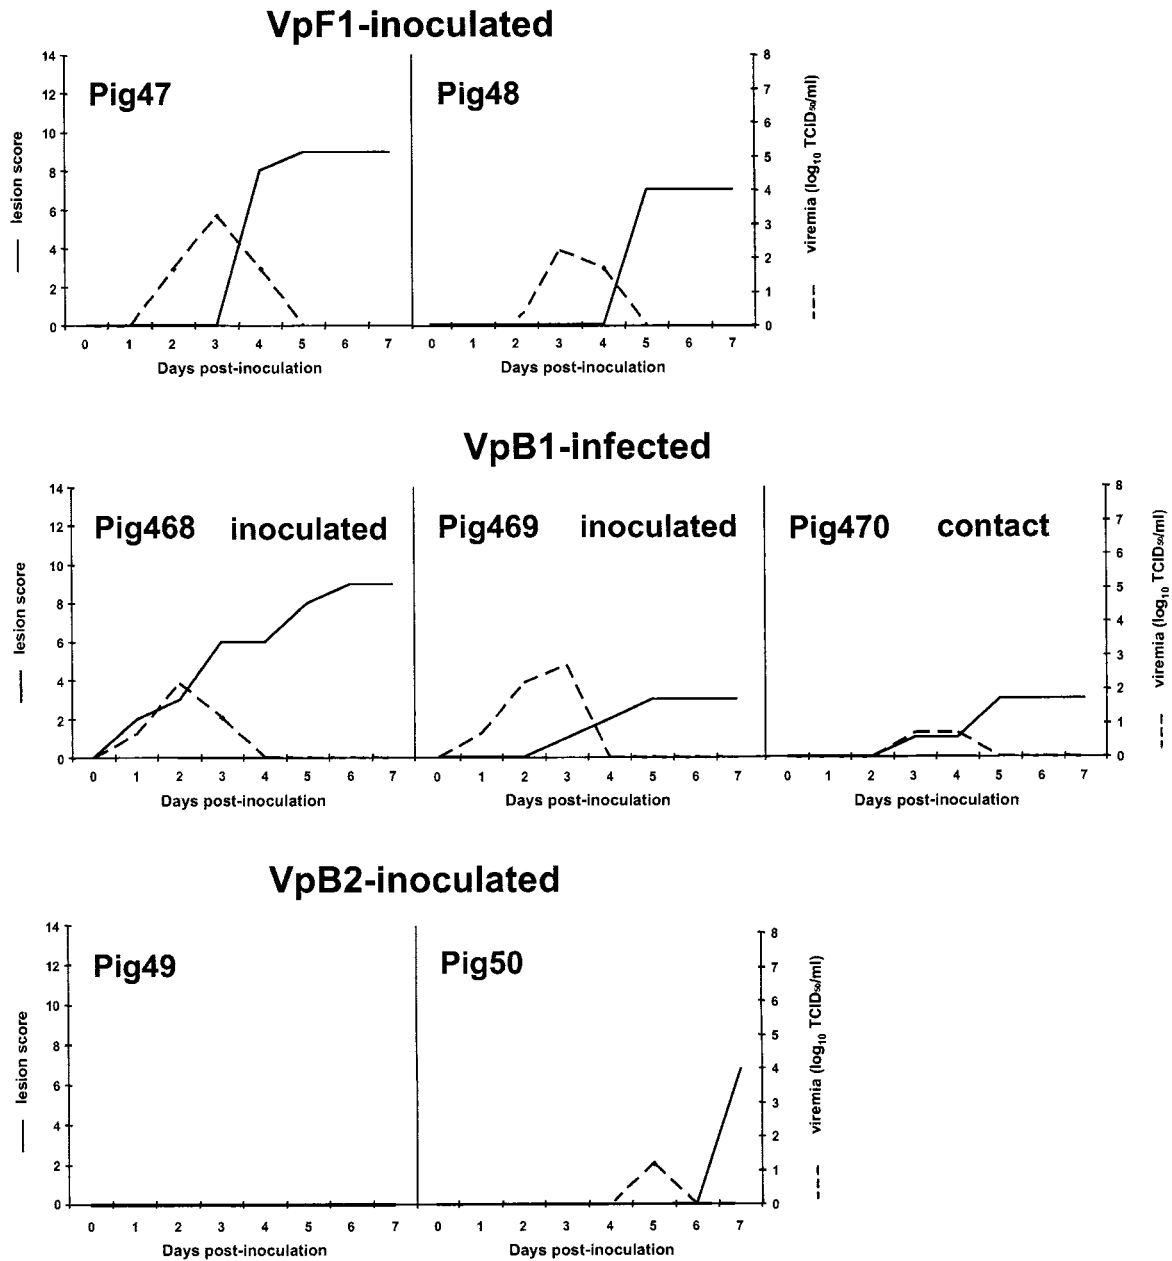 VpF1-inoculated
14
12
10
8
6
4
2
0
lesion score
Pig47
0 1 2 3 4 5 6 7
Days post-inoculation
Pig48
0 1 2 3 4 5 6 7
Days post-inoculation
8
7
6
5
4
3
2
1
0
viremia (log10 TCID50/ml)
VpB1-infected
14
12
10
8
6
4
2
0
lesion score
Pig468 inoculated
0 1 2 3 4 5 6 7
Days post-inoculation
Pig469 inoculated
0 1 2 3 4 5 6 7
Days post-inoculation
Pig470 contact
0 1 2 3 4 5 6 7
Days post-inoculation
8
7
6
5
4
3
2
1
0
viremia (log10 TCID50/ml)
VpB2-inoculated
14
12
10
8
6
4
2
0
lesion score
Pig49
0 1 2 3 4 5 6 7
Days post-inoculation
Pig50
0 1 2 3 4 5 6 7
Days post-inoculation
8
7
6
5
4
3
2
1
0
viremia (log10 TCID50/ml)